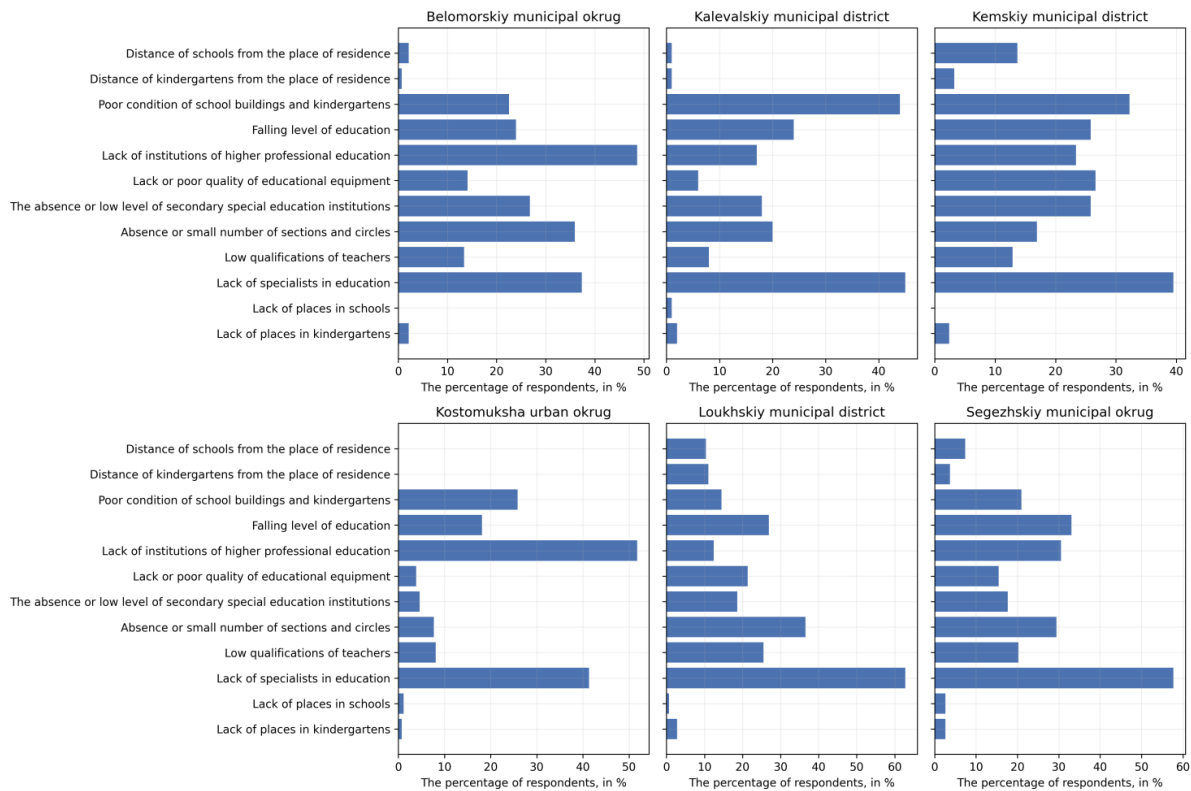 Belomorskiy municipal okrug
Kalevalskiy municipal district
Kemskiy municipal district
Distance of schools from the place of residence
Distance of kindergartens from the place of residence
Poor condition of school buildings and kindergartens
Falling level of education
Lack of institutions of higher professional education
Lack or poor quality of educational equipment
The absence or low level of secondary special education institutions
Absence or small number of sections and circles
Low qualifications of teachers
Lack of specialists in education
Lack of places in schools
Lack of places in kindergartens
0 10 20 30 40 50
0 10 20 30 40
0 10 20 30 40
The percentage of respondents, in %
The percentage of respondents, in %
The percentage of respondents, in %
Kostomuksha urban okrug
Loukhskiy municipal district
Segezhskiy municipal okrug
Distance of schools from the place of residence
Distance of kindergartens from the place of residence
Poor condition of school buildings and kindergartens
Falling level of education
Lack of institutions of higher professional education
Lack or poor quality of educational equipment
The absence or low level of secondary special education institutions
Absence or small number of sections and circles
Low qualifications of teachers
Lack of specialists in education
Lack of places in schools
Lack of places in kindergartens
0 10 20 30 40 50
0 10 20 30 40 50 60
0 10 20 30 40 50 60
The percentage of respondents, in %
The percentage of respondents, in %
The percentage of respondents, in %